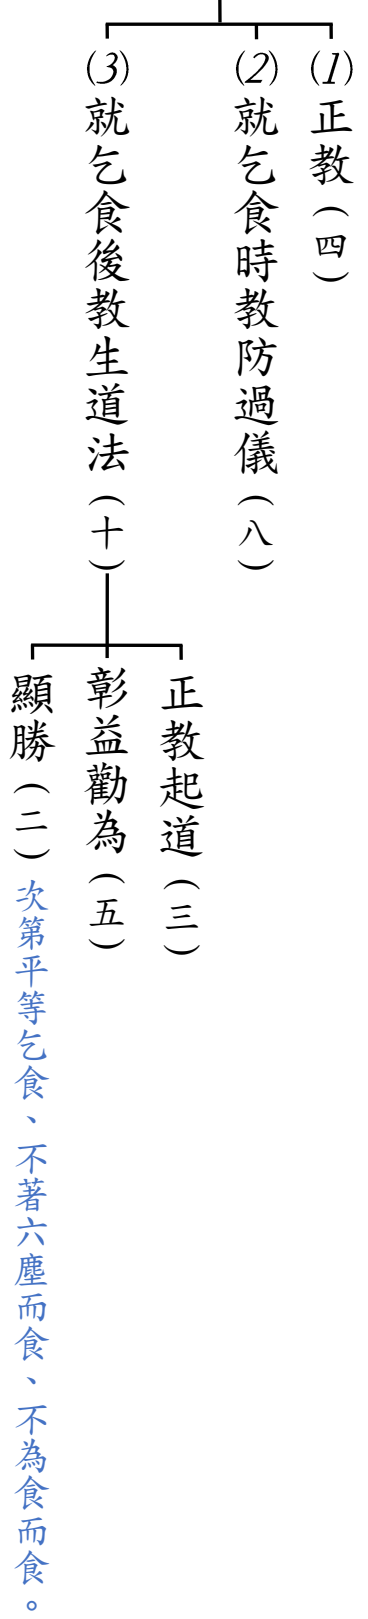 (1)正教(四)
(2)就乞食時教防過儀(八)
(3)就乞食後教生道法(十)
正教起道(三)
彰益勸為(五)
顯勝(二)次第平等乞食、不著六塵而食、不為食而食。